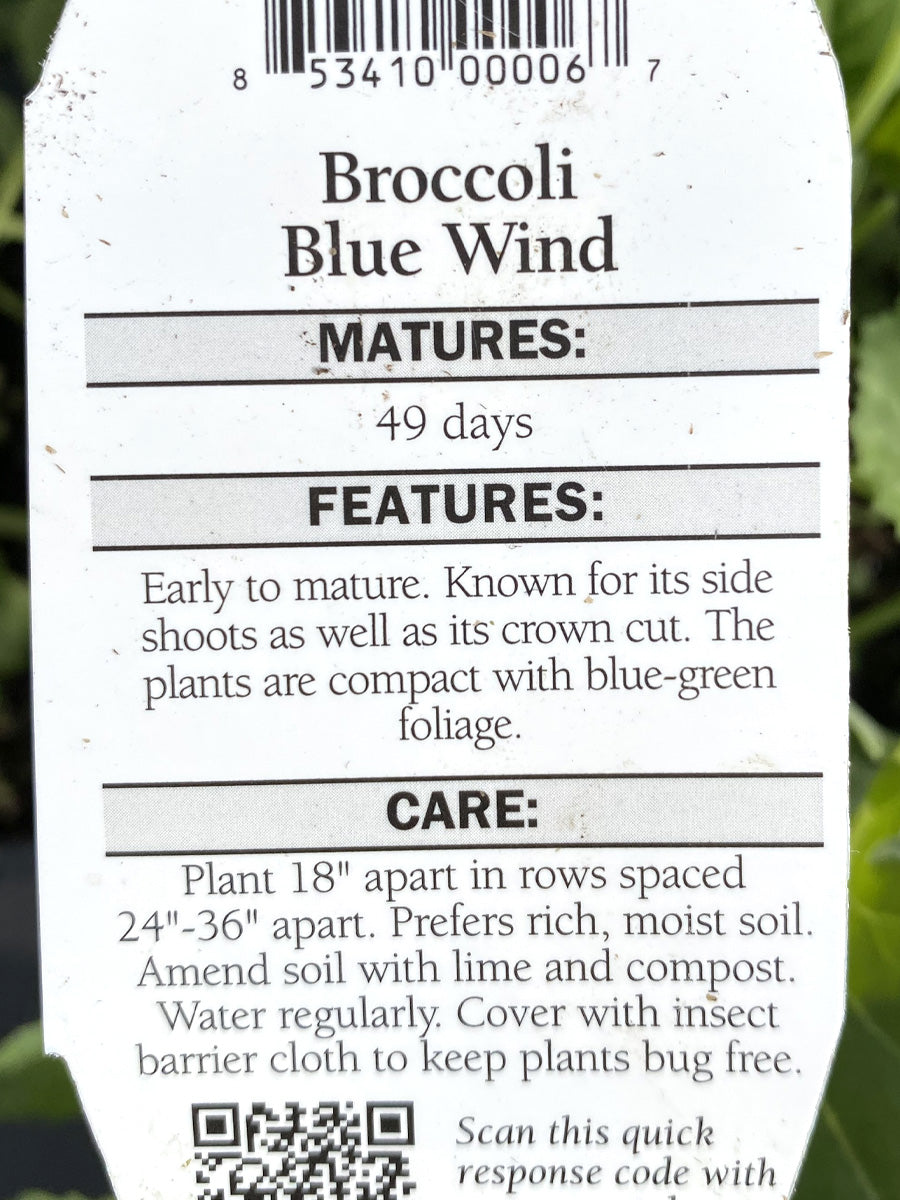 8 53410 00006 7
Broccoli
Blue Wind
MATURES:
49 days
FEATURES:
Early to mature. Known for its side
shoots as well as its crown cut. The
plants are compact with blue-green
foliage.
CARE:
Plant 18" apart in rows spaced
24"-36" apart. Prefers rich, moist soil.
Amend soil with lime and compost.
Water regularly. Cover with insect
barrier cloth to keep plants bug free.
Scan this quick
response code with